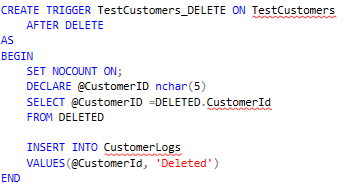 CREATE TRIGGER TestCustomers_DELETE ON TestCustomers
AFTER DELETE
AS
BEGIN
SET NOCOUNT ON;
DECLARE @CustomerID nchar(5)
SELECT @CustomerID =DELETED.CustomerId
FROM DELETED
INSERT INTO CustomerLogs
VALUES(@CustomerId, 'Deleted')
END